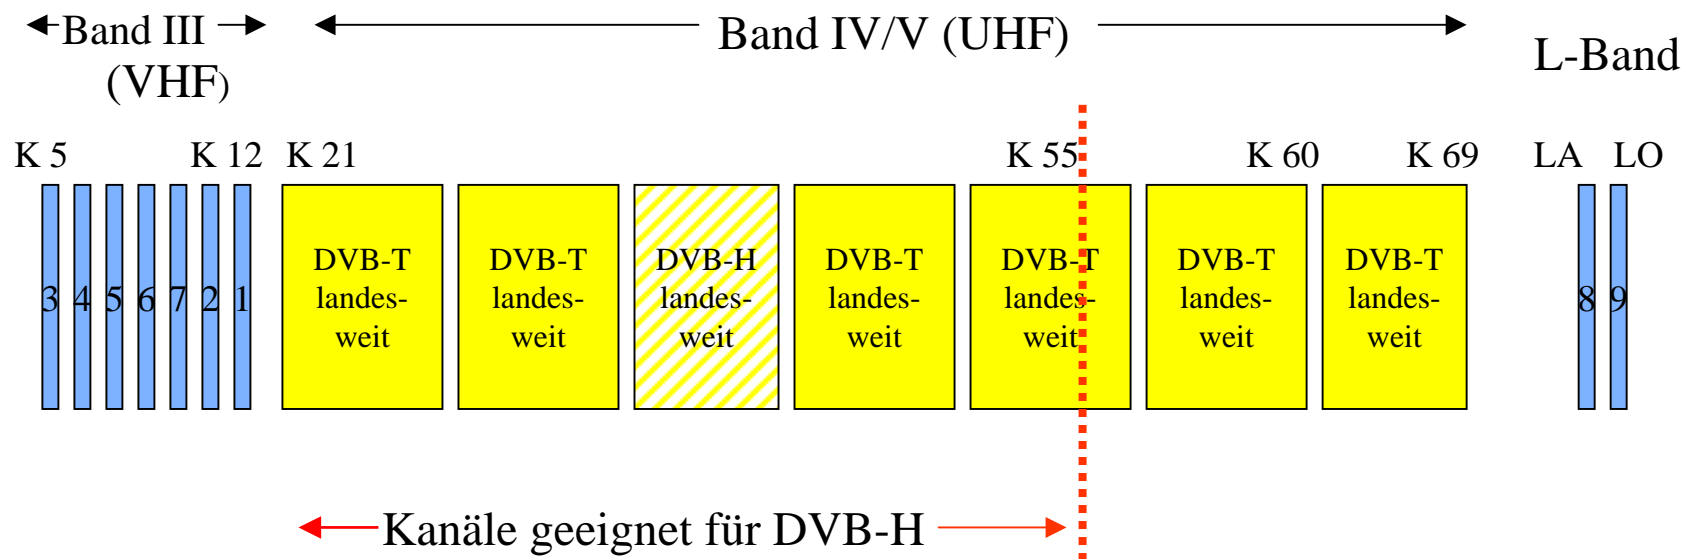 Band III
(VHF)
Band IV/V (UHF)
L-Band
K 5
K 12
K 21
K 55
K 60
K 69
LA
LO
3
4
5
6
7
2
1
DVB-T
landes-
weit
DVB-T
landes-
weit
DVB-H
landes-
weit
DVB-T
landes-
weit
DVB-T
landes-
weit
DVB-T
landes-
weit
DVB-T
landes-
weit
8
9
Kanäle geeignet für DVB-H